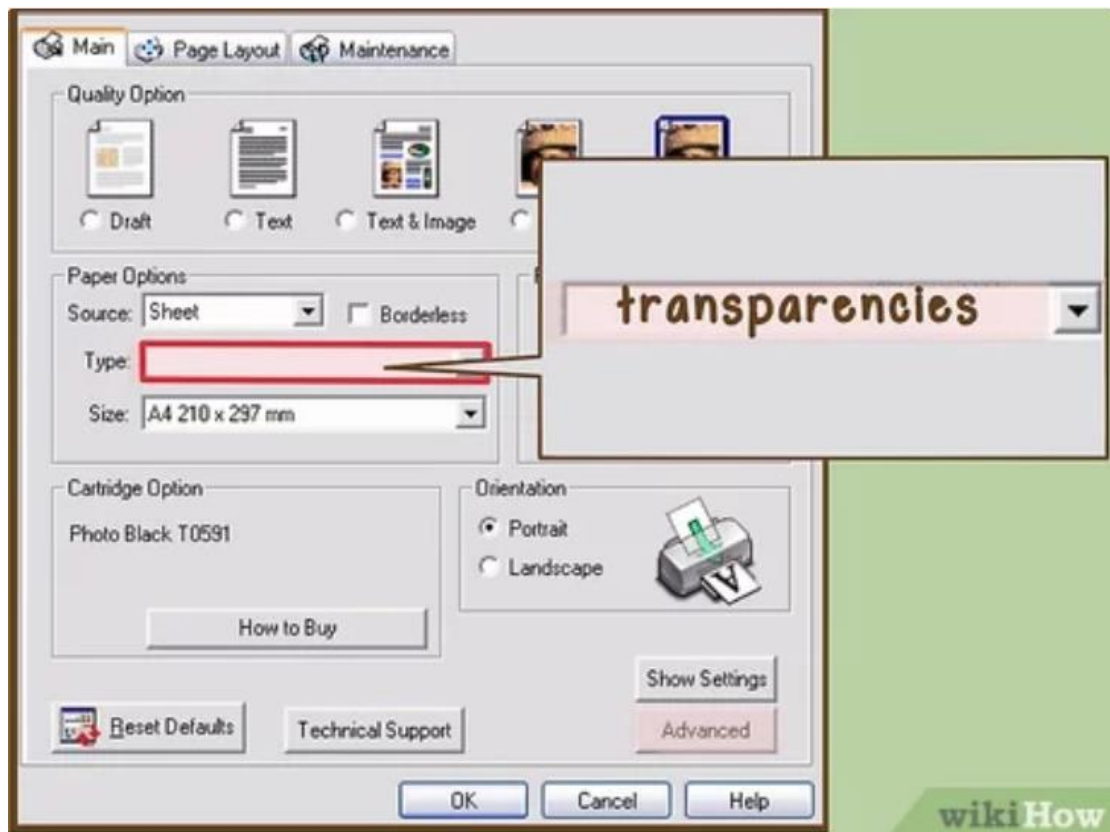 Main Page Layout Maintenance
Quality Option
Draft Text Text & Image
Paper Options
Source: Sheet Borderless
transparencies
Type:
Size: A4 210 x 297 mm
Cartridge Option
Photo Black T0591
How to Buy
Orientation
Portrait
Landscape
Show Settings
Reset Defaults Technical Support Advanced
OK Cancel Help
wikiHow